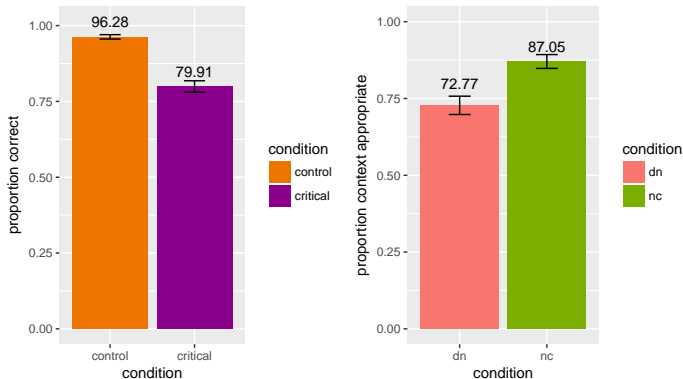 96.28
79.91
1.00
0.75
0.50
0.25
0.00
proportion correct
control
critical
condition
condition
control
critical
72.77
87.05
1.00
0.75
0.50
0.25
0.00
proportion context appropriate
dn
nc
condition
condition
dn
nc